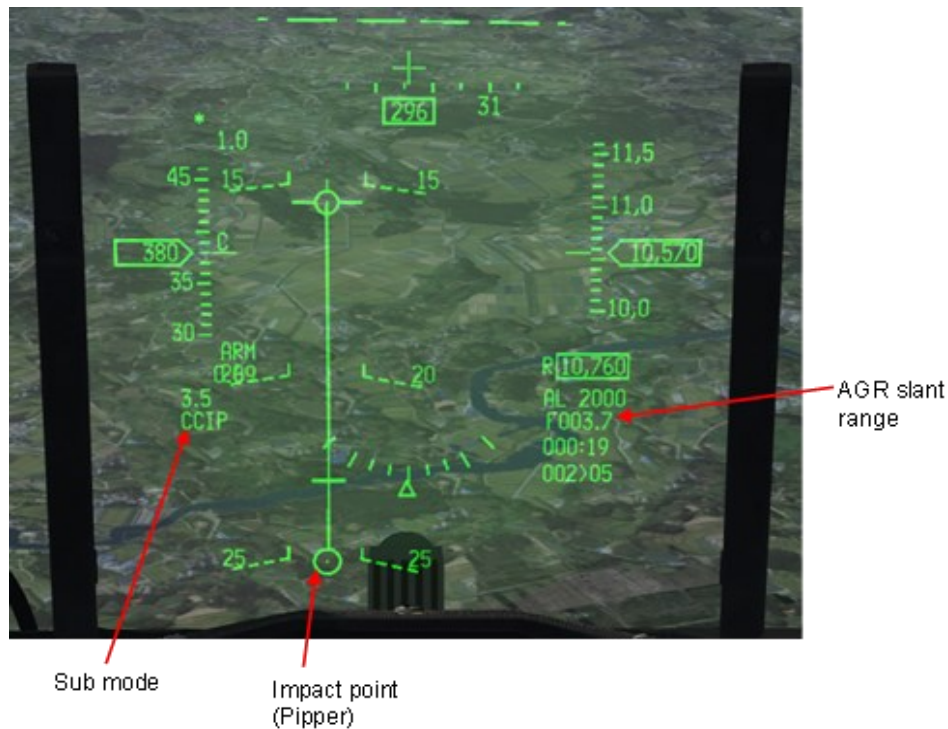 296
31
1.0
45
15
15
11,5
11,0
C
380
10,570
35
10,0
30
ARM
R 10,760
20
AL 2000
3.5
F003.7
CCIP
000:19
002>05
25
25
AGR slant
range
Sub mode
Impact point
(Pipper)